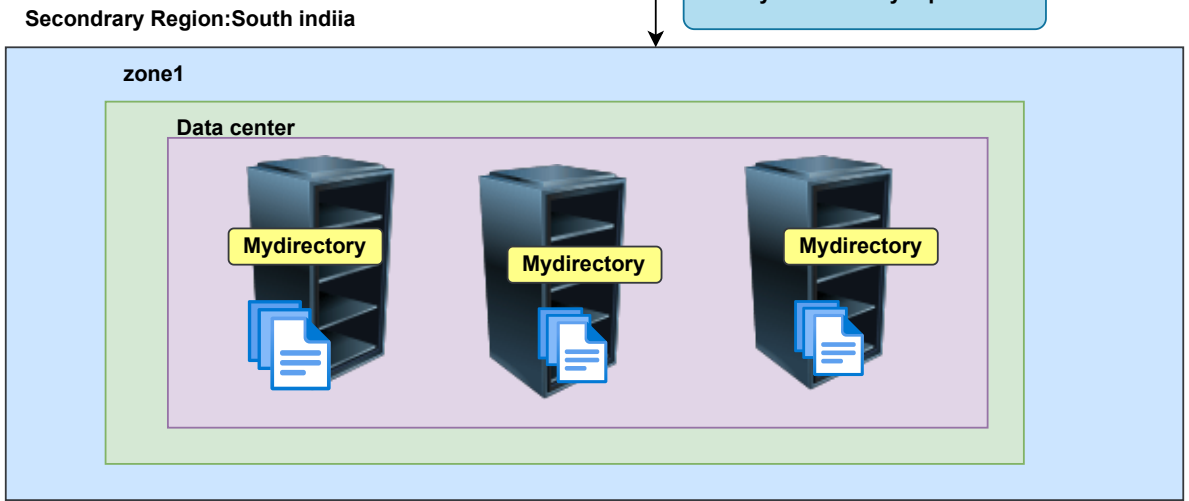 Secondrary Region:South indiia
zone1
Data center
Mydirectory
Mydirectory
Mydirectory